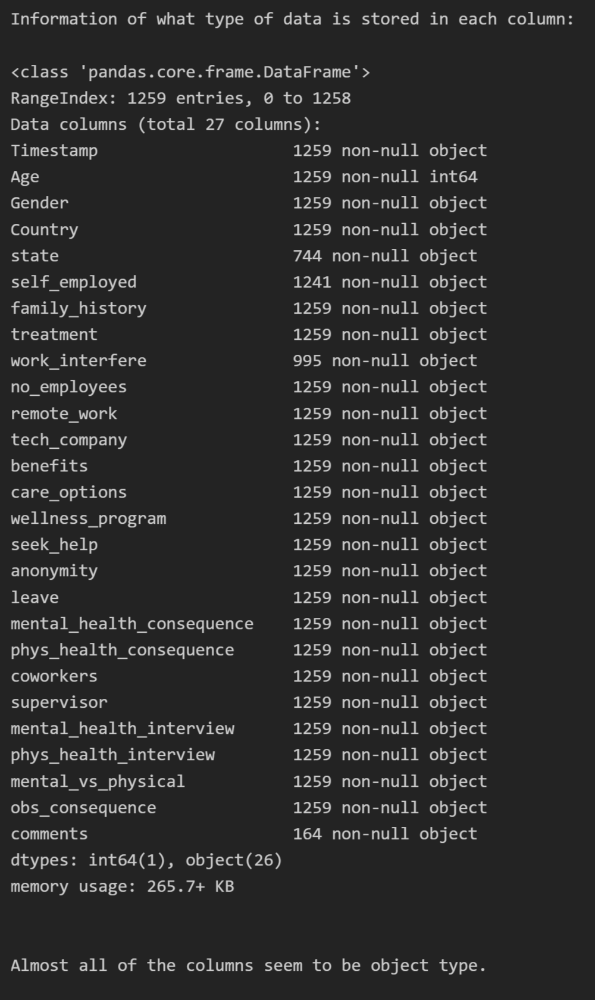 Information of what type of data is stored in each column:
<class 'pandas.core.frame.DataFrame'>
RangeIndex: 1259 entries, 0 to 1258
Data columns (total 27 columns):
Timestamp 1259 non-null object
Age 1259 non-null int64
Gender 1259 non-null object
Country 1259 non-null object
state 744 non-null object
self_employed 1241 non-null object
family_history 1259 non-null object
treatment 1259 non-null object
work_interfere 995 non-null object
no_employees 1259 non-null object
remote_work 1259 non-null object
tech_company 1259 non-null object
benefits 1259 non-null object
care_options 1259 non-null object
wellness_program 1259 non-null object
seek_help 1259 non-null object
anonymity 1259 non-null object
leave 1259 non-null object
mental_health_consequence 1259 non-null object
phys_health_consequence 1259 non-null object
coworkers 1259 non-null object
supervisor 1259 non-null object
mental_health_interview 1259 non-null object
phys_health_interview 1259 non-null object
mental_vs_physical 1259 non-null object
obs_consequence 1259 non-null object
comments 164 non-null object
dtypes: int64(1), object(26)
memory usage: 265.7+ KB
Almost all of the columns seem to be object type.